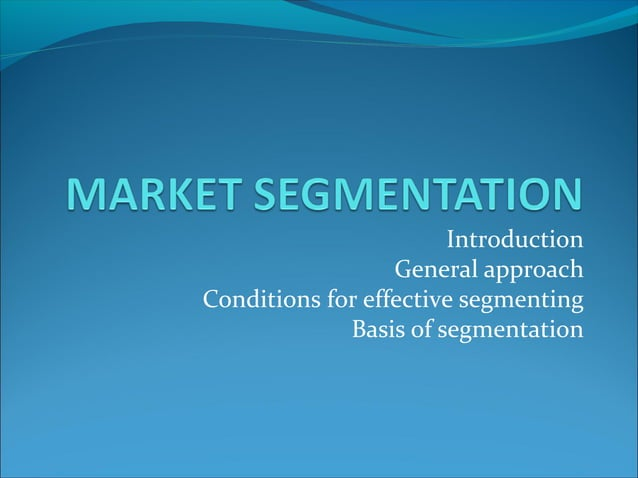 MARKET SEGMENTATION
Introduction
General approach
Conditions for effective segmenting
Basis of segmentation